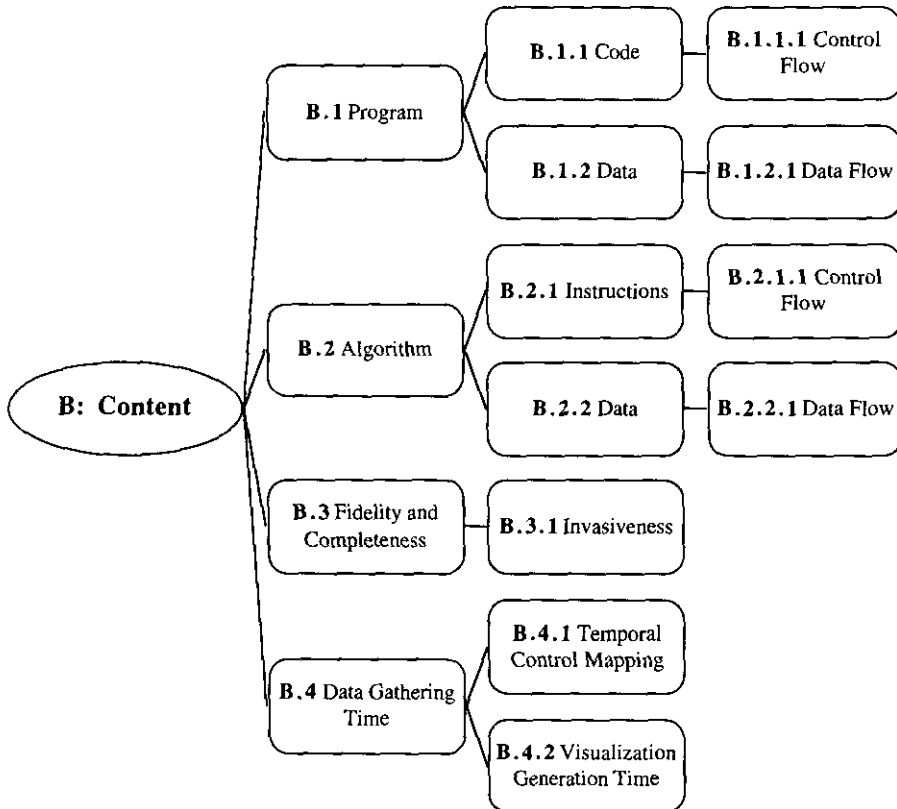 B: Content
B.1 Program
B.1.1 Code
B.1.1.1 Control
Flow
B.1.2 Data
B.1.2.1 Data Flow
B.2 Algorithm
B.2.1 Instructions
B.2.1.1 Control
Flow
B.2.2 Data
B.2.2.1 Data Flow
B.3 Fidelity and
Completeness
B.3.1 Invasiveness
B.4 Data Gathering
Time
B.4.1 Temporal
Control Mapping
B.4.2 Visualization
Generation Time